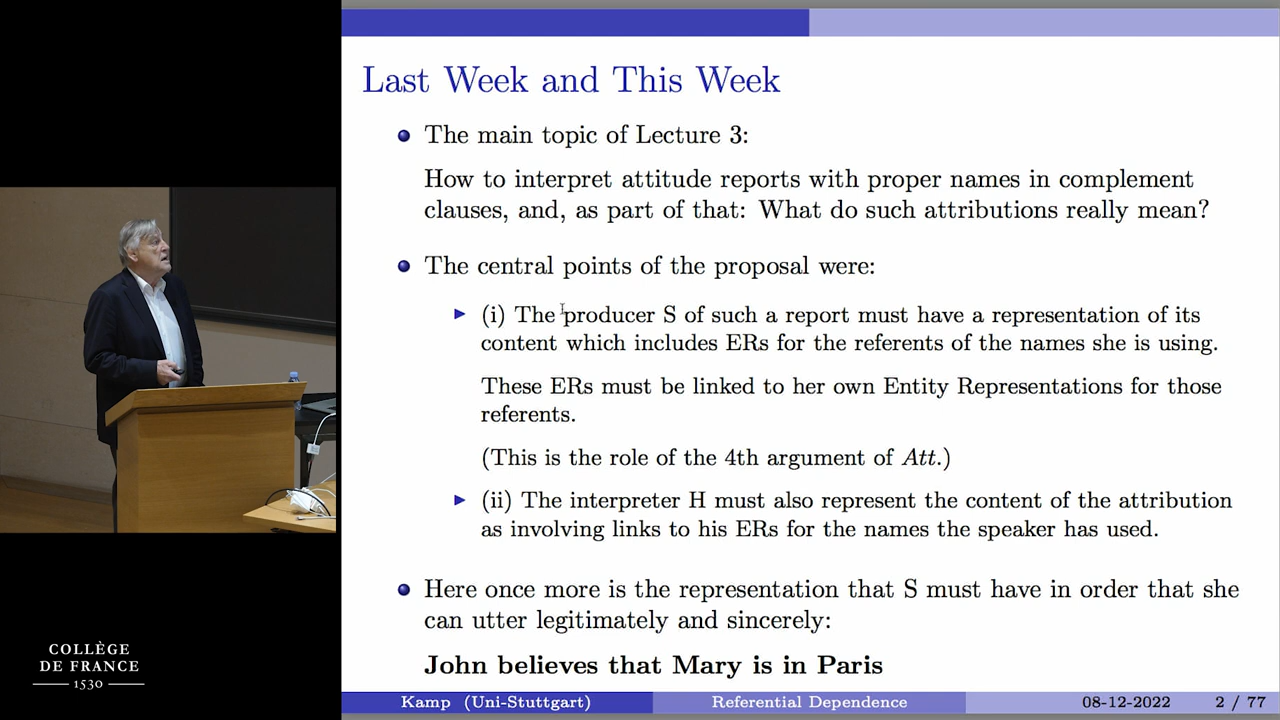 Last Week and This Week
The main topic of Lecture 3:
How to interpret attitude reports with proper names in complement
clauses, and, as part of that: What do such attributions really mean?
The central points of the proposal were:
(i) The producer S of such a report must have a representation of its
content which includes ERs for the referents of the names she is using.
These ERs must be linked to her own Entity Representations for those
referents.
(This is the role of the 4th argument of Att.)
(ii) The interpreter H must also represent the content of the attribution
as involving links to his ERs for the names the speaker has used.
Here once more is the representation that S must have in order that she
can utter legitimately and sincerely:
John believes that Mary is in Paris
Kamp (Uni-Stuttgart) Referential Dependence 08-12-2022 2 / 77
COLLÈGE
DE FRANCE
1530